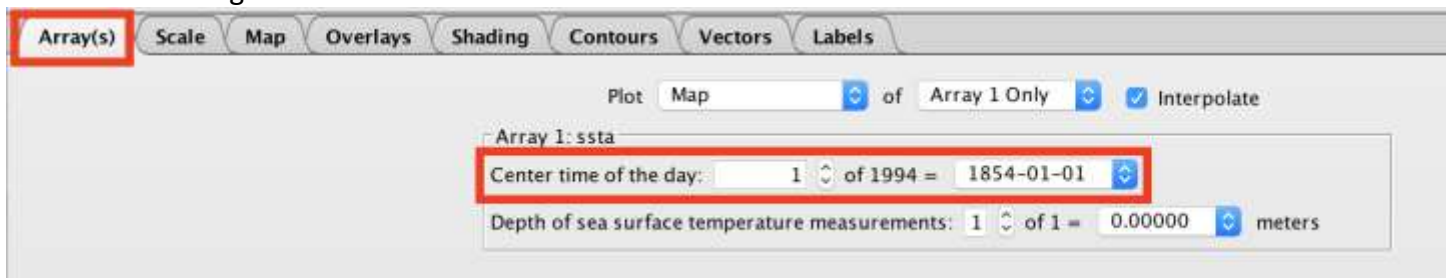 Array(s) Scale Map Overlays Shading Contours Vectors Labels
Plot Map of Array 1 Only Interpolate
Array 1: ssta
Center time of the day: 1 of 1994 = 1854-01-01
Depth of sea surface temperature measurements: 1 of 1 = 0.00000 meters